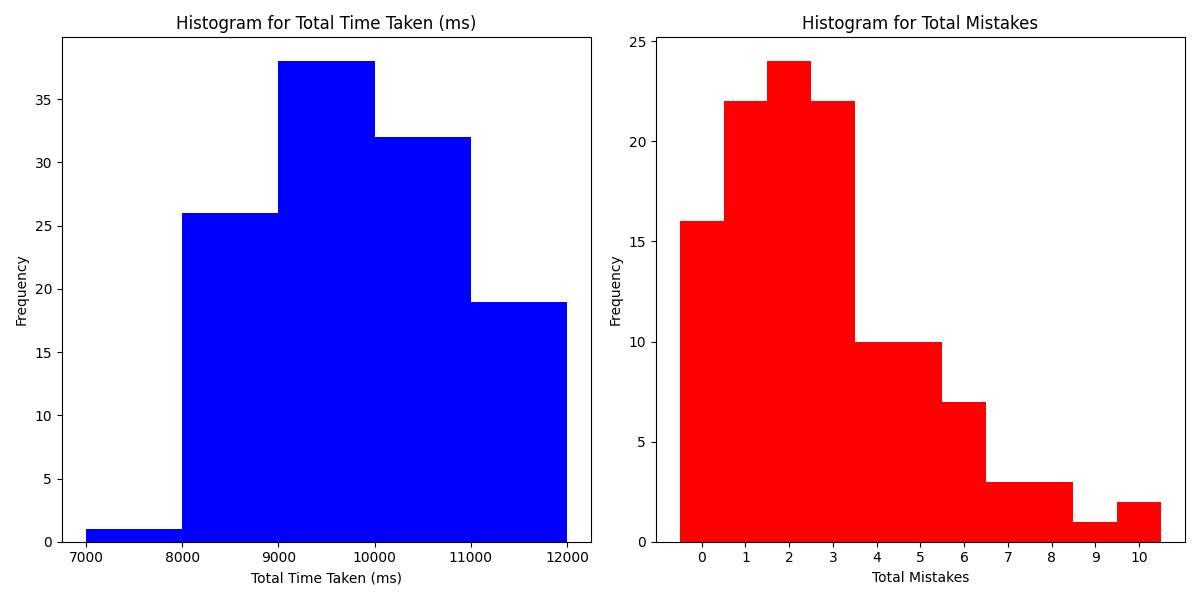 Histogram for Total Time Taken (ms)
Frequency
35
30
25
20
15
10
5
0
7000 8000 9000 10000 11000 12000
Total Time Taken (ms)
Histogram for Total Mistakes
Frequency
25
20
15
10
5
0
0 1 2 3 4 5 6 7 8 9 10
Total Mistakes